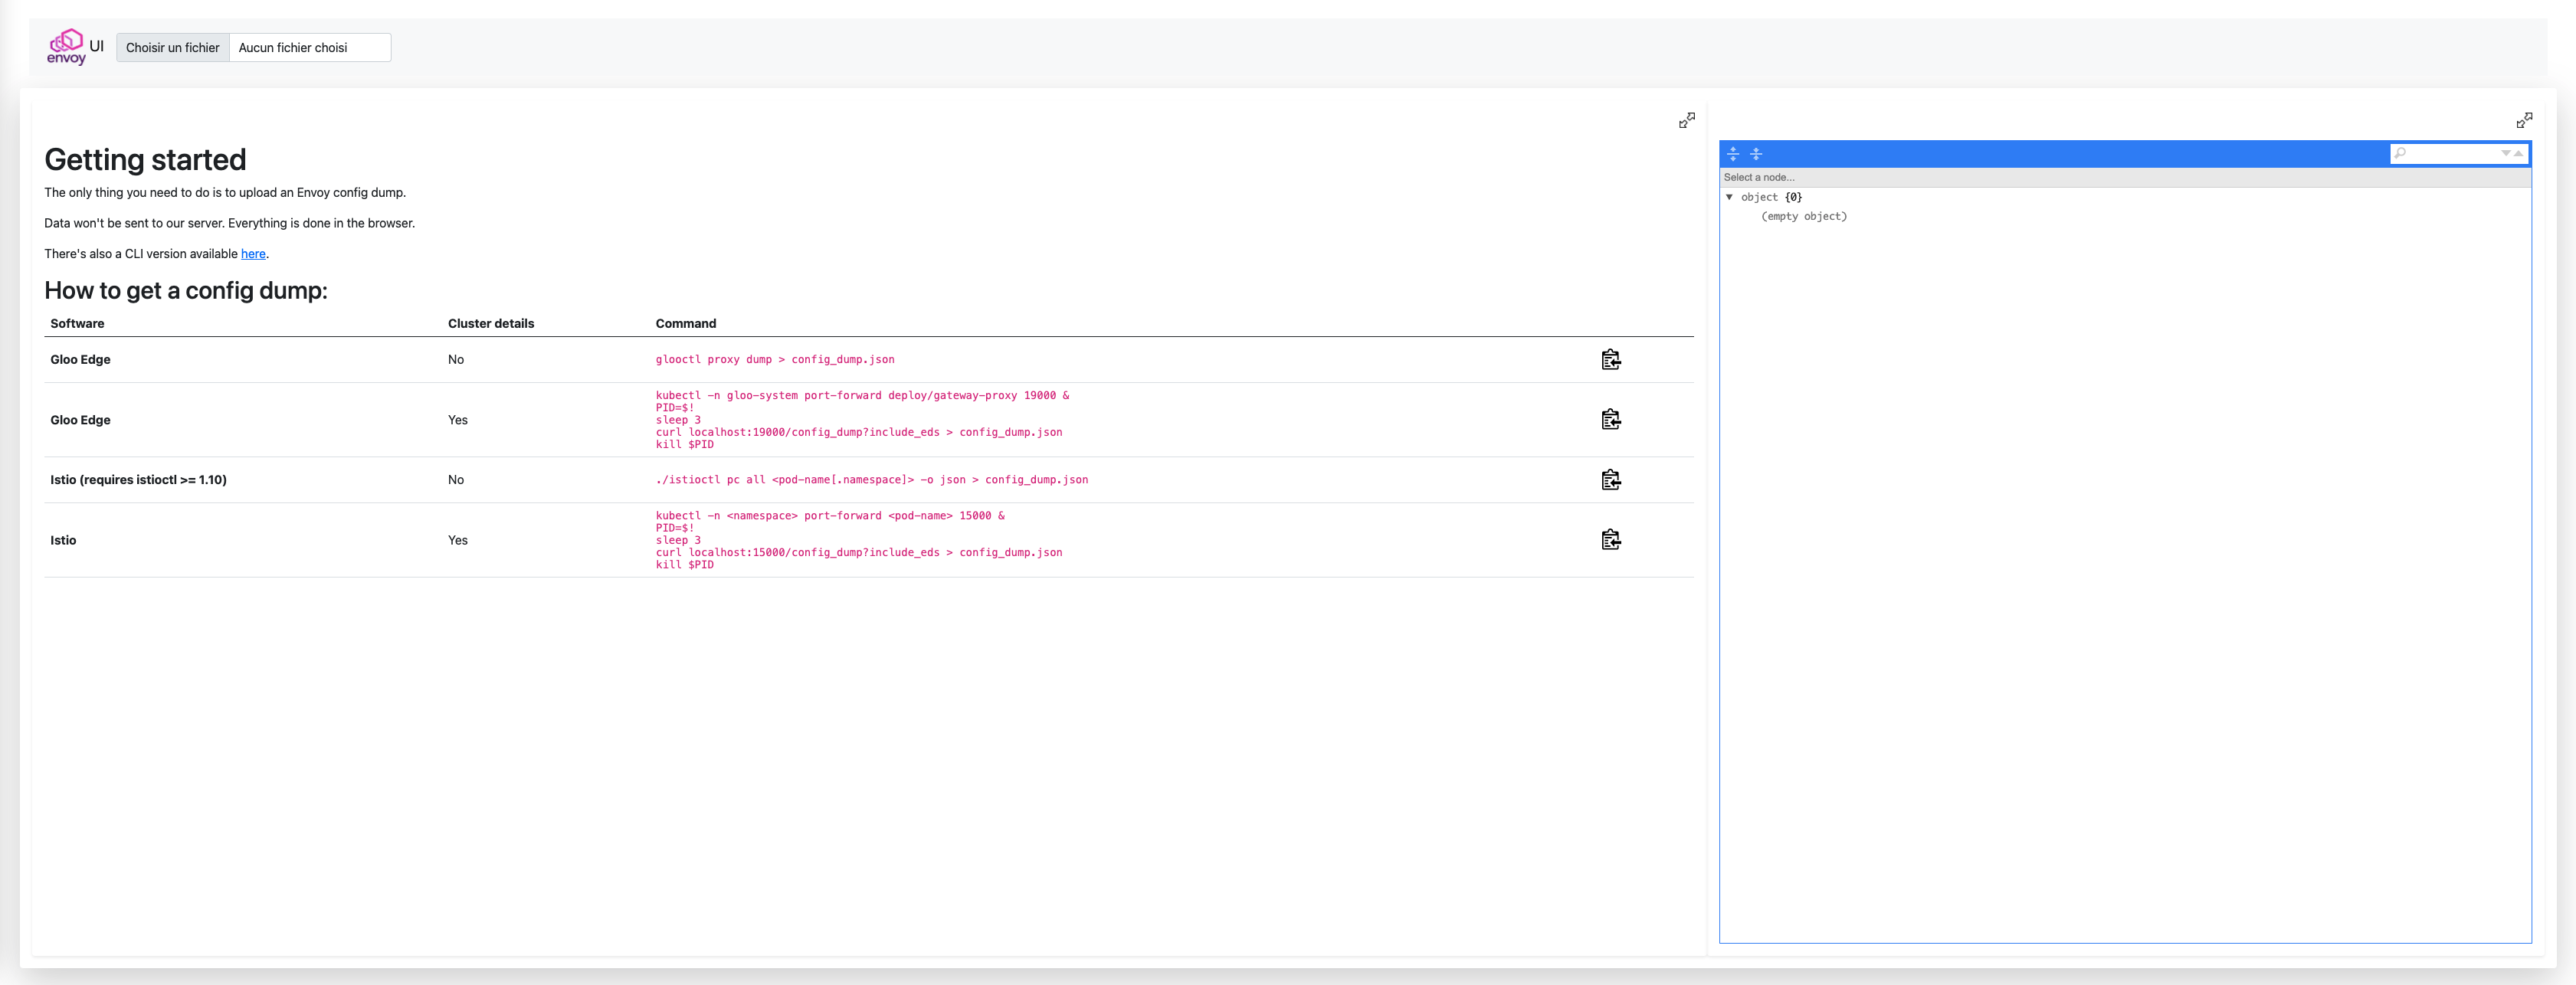 envoy UI Choisir un fichier Aucun fichier choisi
Getting started
The only thing you need to do is to upload an Envoy config dump.
Data won't be sent to our server. Everything is done in the browser.
There's also a CLI version available here.
How to get a config dump:
Software Cluster details Command
Gloo Edge No glooctl proxy dump > config_dump.json
Gloo Edge Yes
kubectl -n gloo-system port-forward deploy/gateway-proxy 19000 &
PID=$!
sleep 3
curl localhost:19000/config_dump?include_eds > config_dump.json
kill $PID
Istio (requires istioctl >= 1.10) No ./istioctl pc all <pod-name[.namespace]> -o json > config_dump.json
Istio Yes
kubectl -n <namespace> port-forward <pod-name> 15000 &
PID=$!
sleep 3
curl localhost:15000/config_dump?include_eds > config_dump.json
kill $PID
Select a node...
object {0}
(empty object)